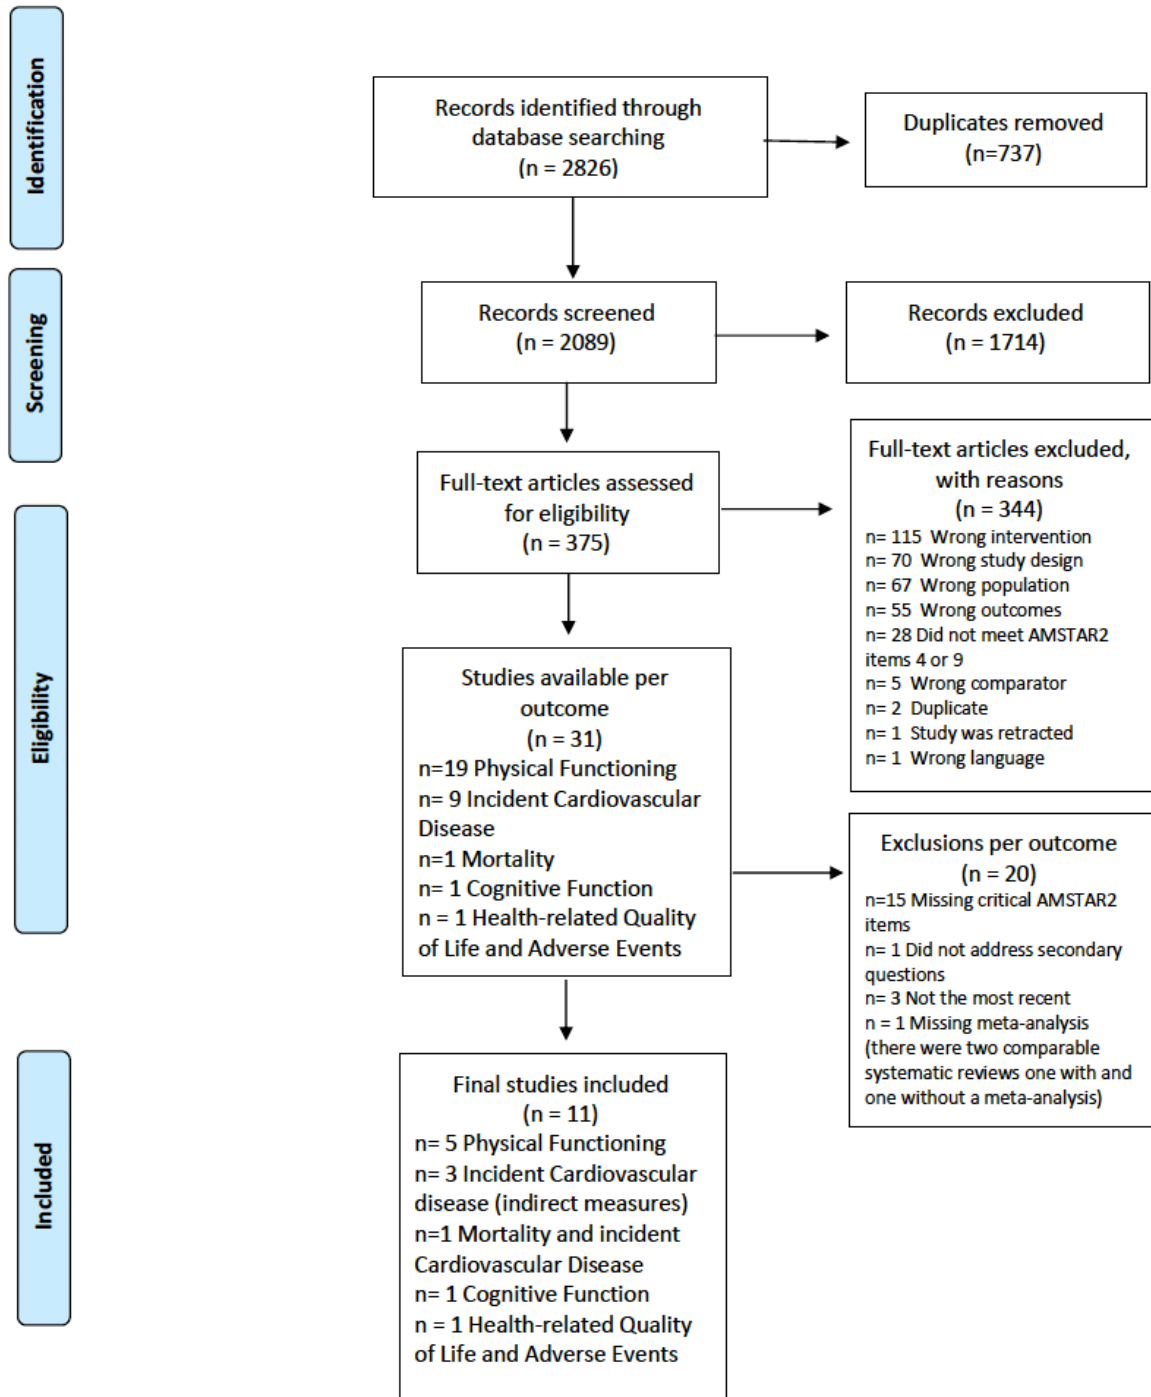 Identification
Records identified through
database searching
(n = 2826)
Duplicates removed
(n=737)
Screening
Records screened
(n = 2089)
Records excluded
(n = 1714)
Eligibility
Full-text articles assessed
for eligibility
(n = 375)
Full-text articles excluded,
with reasons
(n = 344)
n= 115 Wrong intervention
n= 70 Wrong study design
n= 67 Wrong population
n= 55 Wrong outcomes
n= 28 Did not meet AMSTAR2
items 4 or 9
n= 5 Wrong comparator
n= 2 Duplicate
n= 1 Study was retracted
n= 1 Wrong language
Studies available per
outcome
(n = 31)
n=19 Physical Functioning
n= 9 Incident Cardiovascular
Disease
n=1 Mortality
n= 1 Cognitive Function
n = 1 Health-related Quality
of Life and Adverse Events
Exclusions per outcome
(n = 20)
n=15 Missing critical AMSTAR2
items
n= 1 Did not address secondary
questions
n= 3 Not the most recent
n = 1 Missing meta-analysis
(there were two comparable
systematic reviews one with and
one without a meta-analysis)
Included
Final studies included
(n = 11)
n= 5 Physical Functioning
n= 3 Incident Cardiovascular
disease (indirect measures)
n=1 Mortality and incident
Cardiovascular Disease
n= 1 Cognitive Function
n = 1 Health-related Quality
of Life and Adverse Events